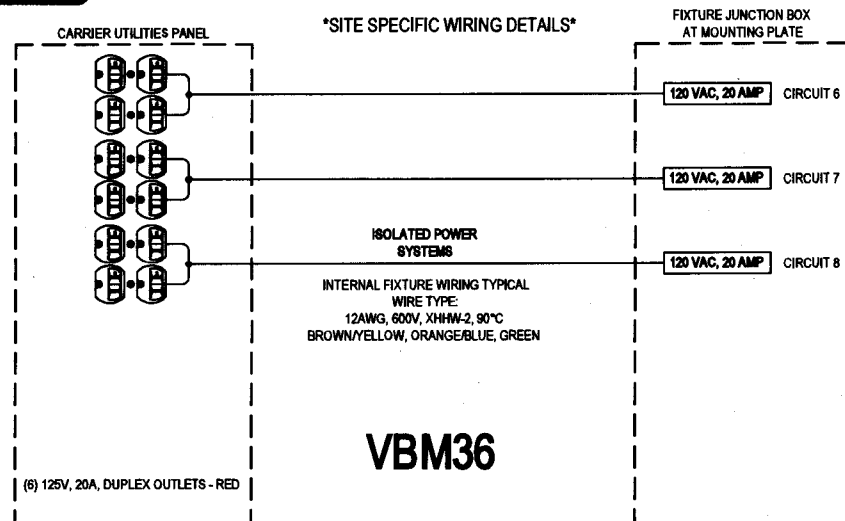 *SITE SPECIFIC WIRING DETAILS*
FIXTURE JUNCTION BOX
AT MOUNTING PLATE
CARRIER UTILITIES PANEL
120 VAC, 20 AMP CIRCUIT 6
120 VAC, 20 AMP CIRCUIT 7
ISOLATED POWER
SYSTEMS
120 VAC, 20 AMP CIRCUIT 8
INTERNAL FIXTURE WIRING TYPICAL
WIRE TYPE:
12AWG, 600V, XHHW-2, 90°C
BROWN/YELLOW, ORANGE/BLUE, GREEN
VBM36
(6) 125V, 20A, DUPLEX OUTLETS - RED